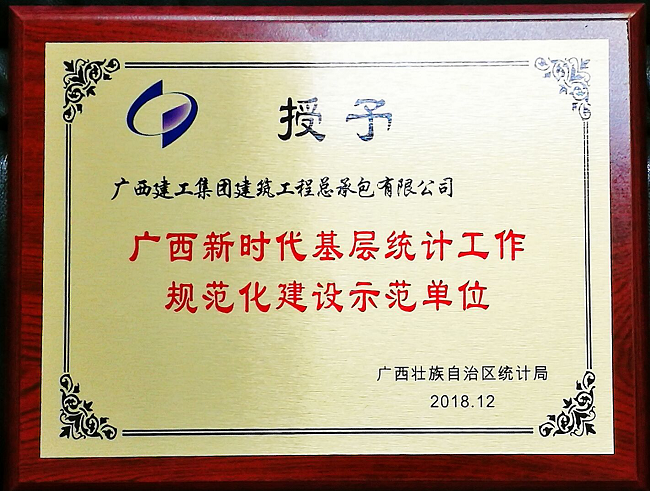 授予
广西建工集团建筑工程总承包有限公司
广西新时代基层统计工作
规范化建设示范单位
广西壮族自治区统计局
2018.12